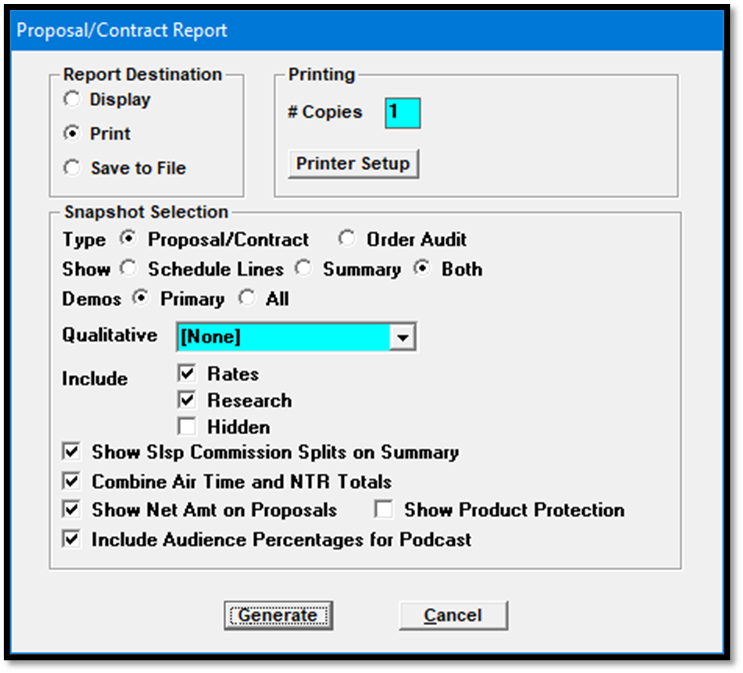 Proposal/Contract Report
Report Destination
Display
Print
Save to File
Printing
# Copies 1
Printer Setup
Snapshot Selection
Type Proposal/Contract Order Audit
Show Schedule Lines Summary Both
Demos Primary All
Qualitative [None]
Include Rates
Research
Hidden
Show Slsp Commission Splits on Summary
Combine Air Time and NTR Totals
Show Net Amt on Proposals Show Product Protection
Include Audience Percentages for Podcast
Generate Cancel